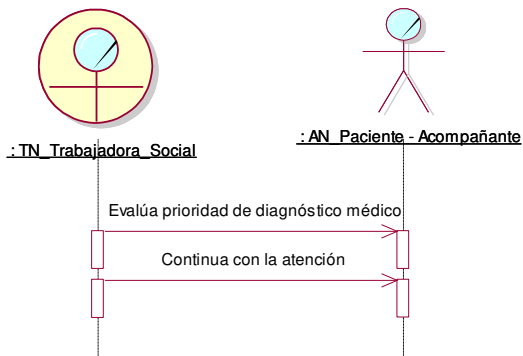 : TN_Trabajadora_Social
: AN_Paciente - Acompañante
Evalúa prioridad de diagnóstico médico
Continua con la atención